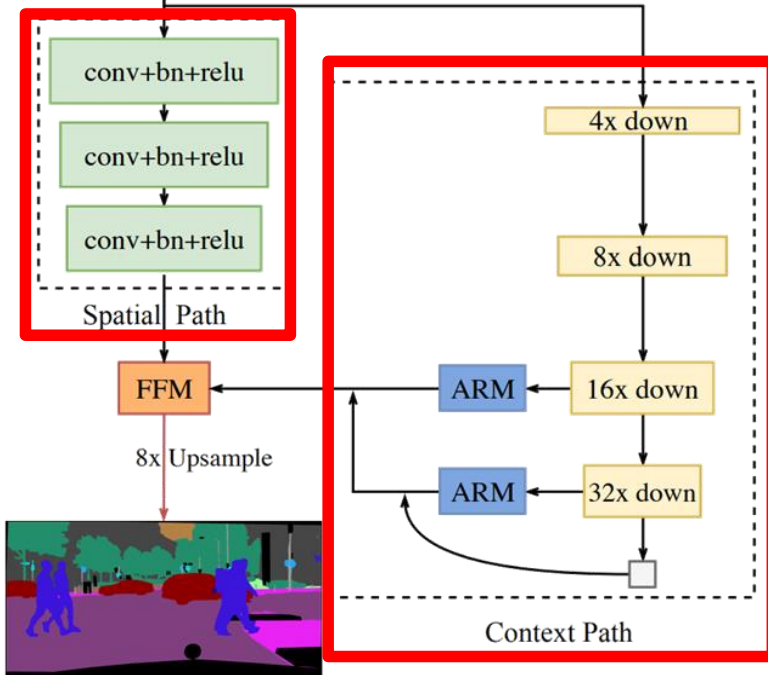 conv+bn+relu
conv+bn+relu
conv+bn+relu
Spatial Path
4x down
8x down
FFM
ARM
16x down
8x Upsample
ARM
32x down
Context Path